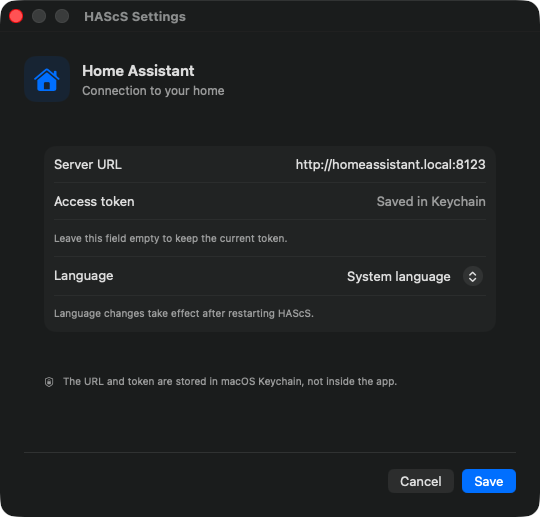 HAScS Settings
Home Assistant
Connection to your home
Server URL
http://homeassistant.local:8123
Access token
Saved in Keychain
Leave this field empty to keep the current token.
Language
System language
Language changes take effect after restarting HAScS.
The URL and token are stored in macOS Keychain, not inside the app.
Cancel
Save